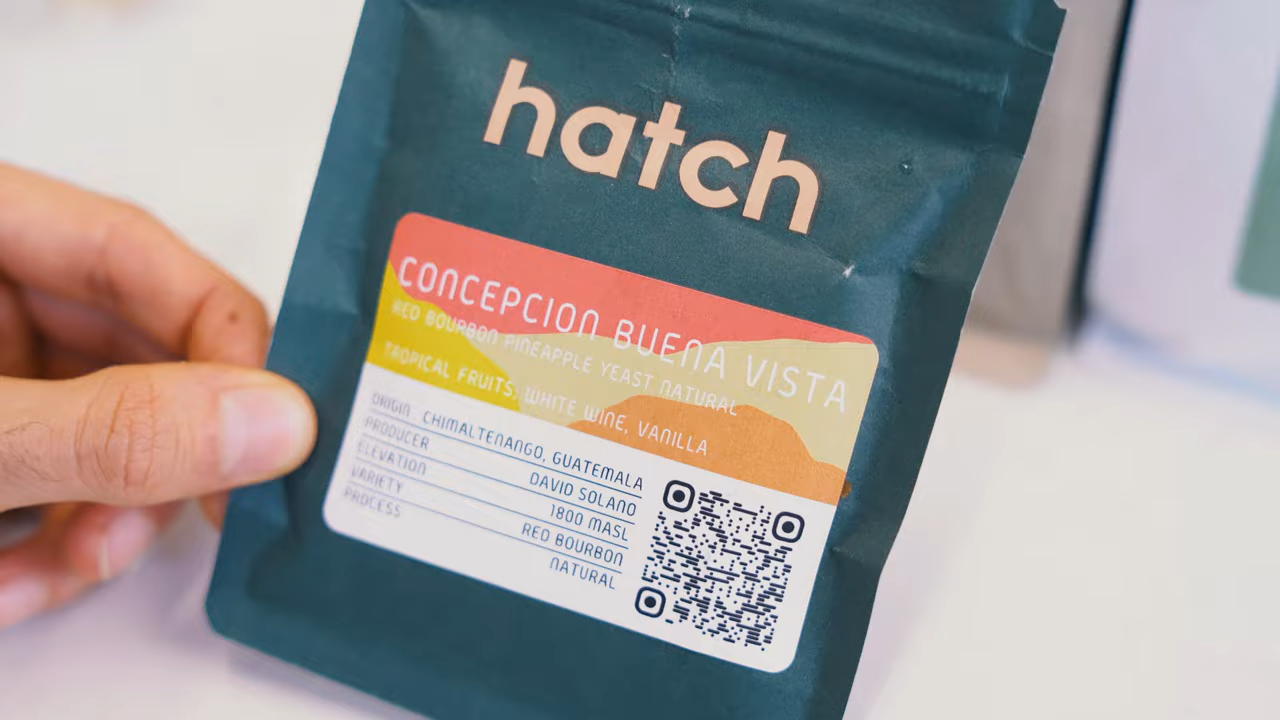 hatch
CONCEPCION BUENA VISTA
RED BOURBON PINEAPPLE YEAST NATURAL
TROPICAL FRUITS, WHITE WINE, VANILLA
ORIGIN CHIMALTENANGO, GUATEMALA
PRODUCER DAVID SOLANO
ELEVATION 1800 MASL
VARIETY RED BOURBON
PROCESS NATURAL